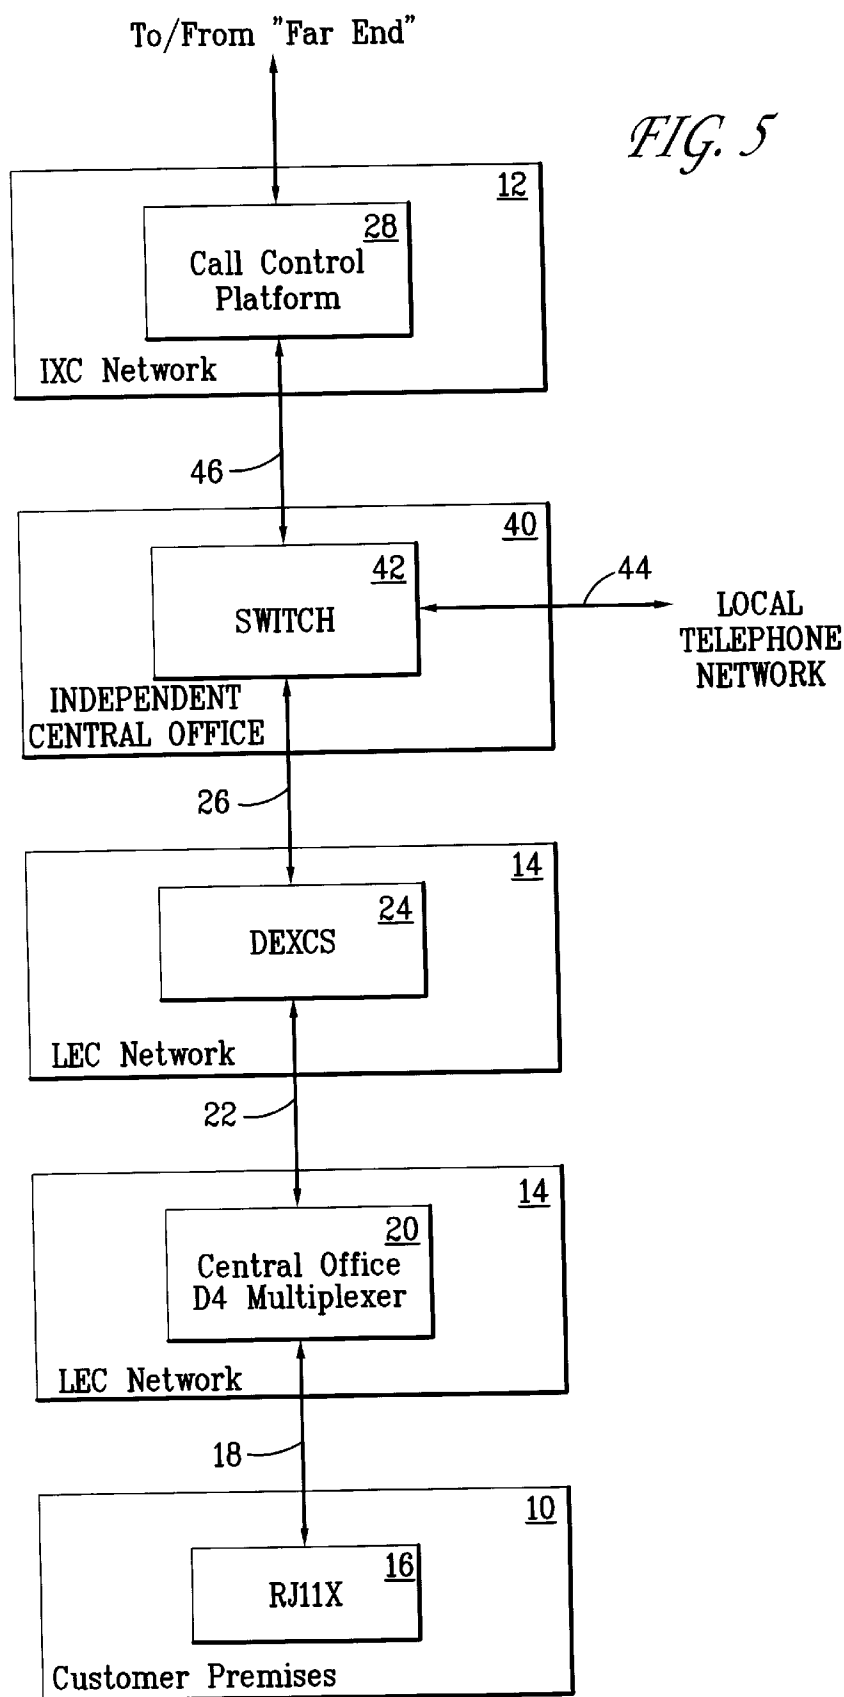 To/From "Far End"
FIG. 5
12
28
Call Control
Platform
IXC Network
46
40
42
SWITCH
44
LOCAL
TELEPHONE
NETWORK
INDEPENDENT
CENTRAL OFFICE
26
14
24
DEXCS
LEC Network
22
14
20
Central Office
D4 Multiplexer
LEC Network
18
10
16
RJ11X
Customer Premises